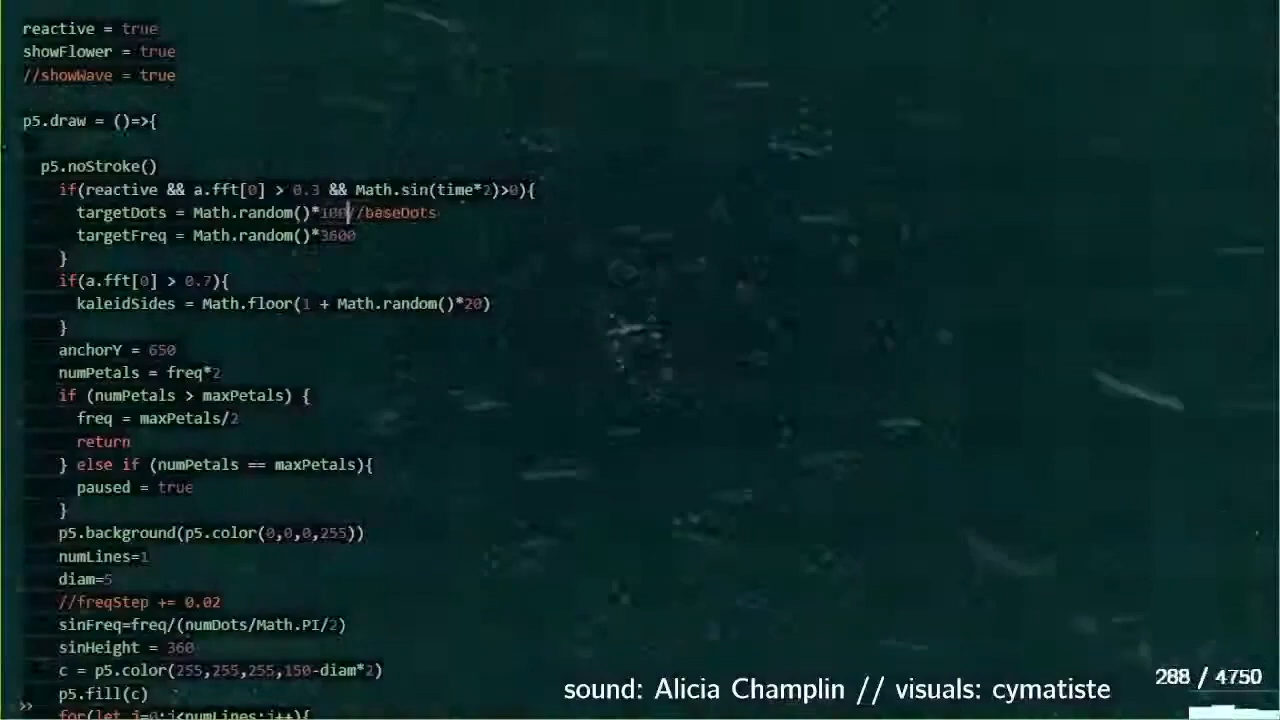 reactive = true
showFlower = true
//showWave = true
p5.draw = ()=>{
p5.noStroke()
if(reactive && a.fft[0] > 0.3 && Math.sin(time*2)>0){
targetDots = Math.random()*100//baseDots
targetFreq = Math.random()*3600
}
if(a.fft[0] > 0.7){
kaleidSides = Math.floor(1 + Math.random()*20)
}
anchorY = 650
numPetals = freq*2
if (numPetals > maxPetals) {
freq = maxPetals/2
return
} else if (numPetals == maxPetals){
paused = true
}
p5.background(p5.color(0,0,0,255))
numLines=1
diam=5
//freqStep += 0.02
sinFreq=freq/(numDots/Math.PI/2)
sinHeight = 360
c = p5.color(255,255,255,150-diam*2)
p5.fill(c)
for(let i=0;i<numLines;i++){
>>
sound: Alicia Champlin // visuals: cymatiste
288 / 4750